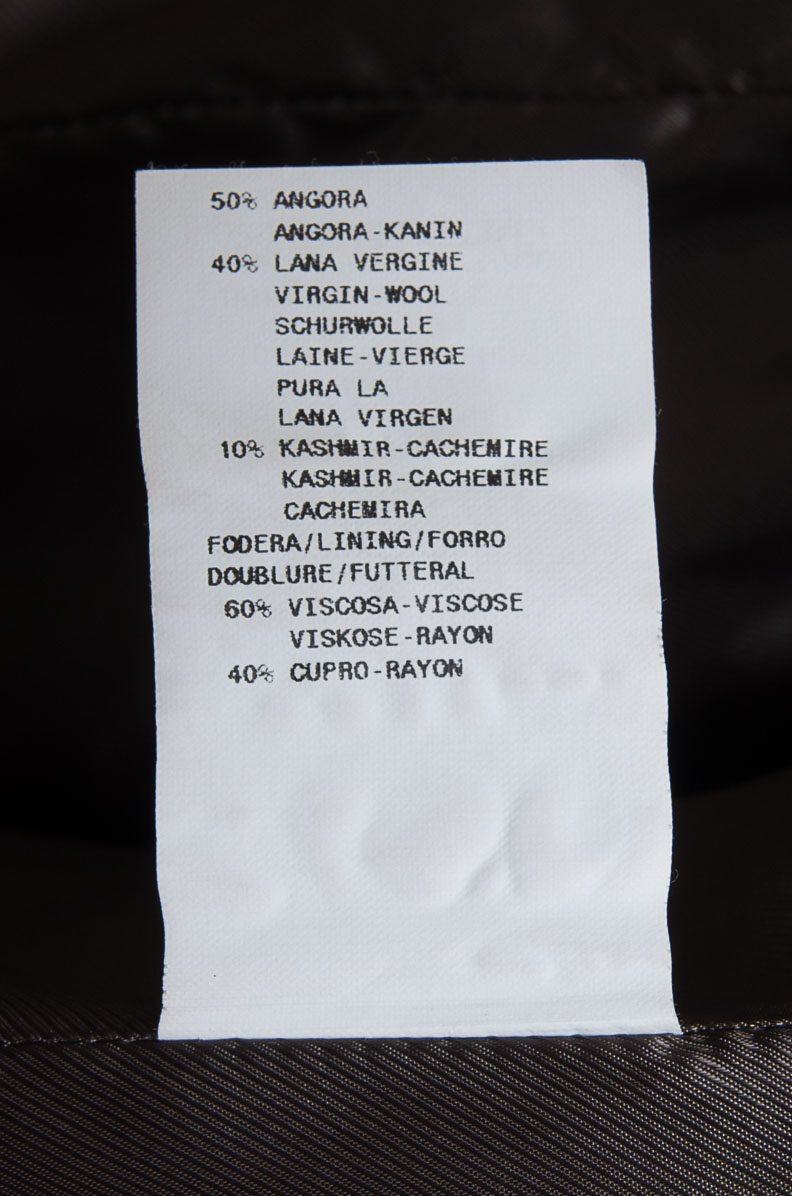 50% ANGORA
ANGORA-KANIN
40% LANA VERGINE
VIRGIN-WOOL
SCHURWOLLE
LAINE-VIERGE
PURA LA
LANA VIRGEN
10% KASHMIR-CACHEMIRE
KASHMIR-CACHEMIRE
CACHEMIRA
FODERA/LINING/FORRO
DOUBLURE/FUTTERAL
60% VISCOSA-VISCOSE
VISKOSE-RAYON
40% CUPRO-RAYON